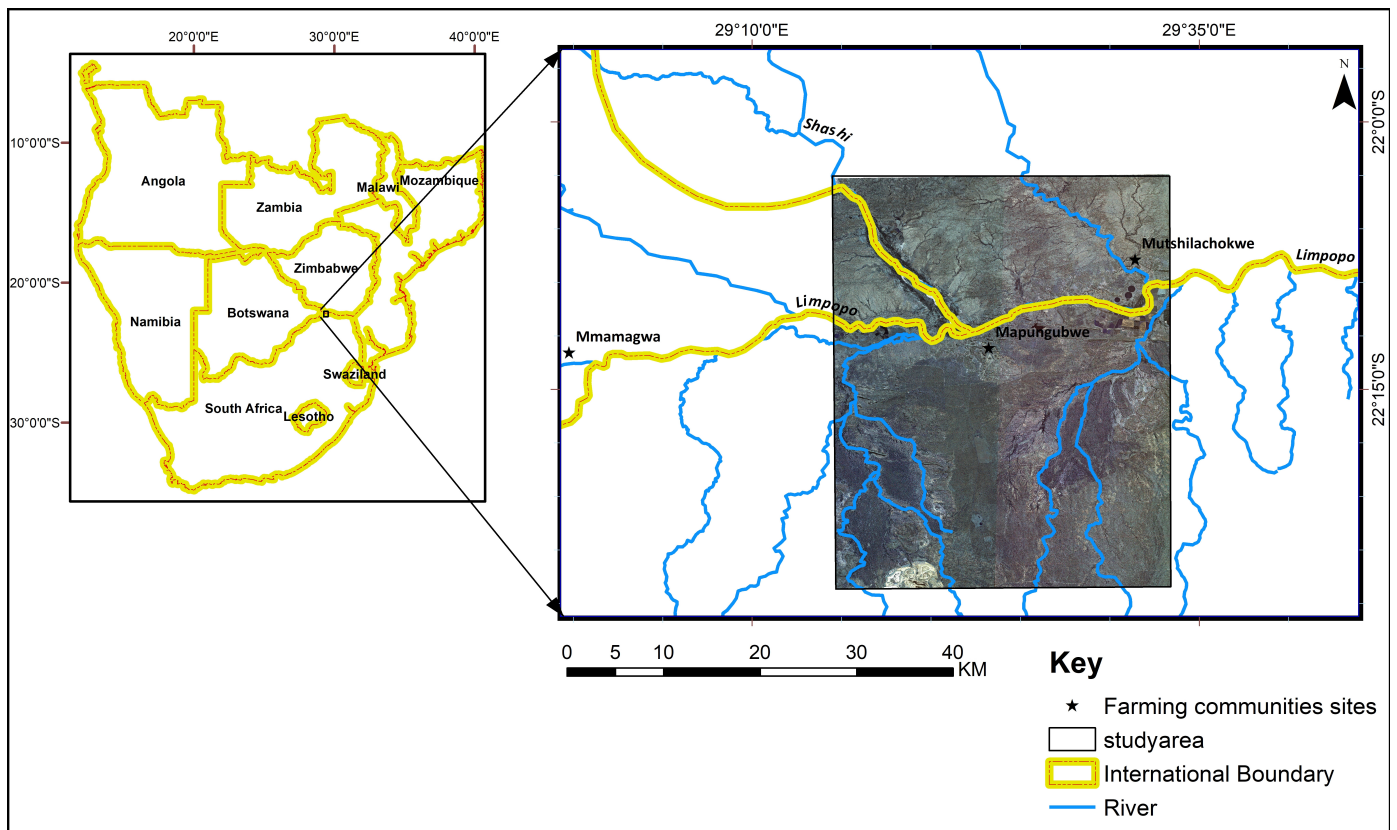 20°0'0"E
30°0'0"E
40°0'0"E
10°0'0"S
20°0'0"S
30°0'0"S
Angola
Zambia
Malawi
Mozambique
Zimbabwe
Namibia
Botswana
Swaziland
South Africa
Lesotho
29°10'0"E
29°35'0"E
22°0'0"S
22°15'0"S
N
Shashi
Mutshilachokwe
Limpopo
Limpopo
Mapungubwe
Mmamagwa
0 5 10 20 30 40
KM
Key
Farming communities sites
studyarea
International Boundary
River